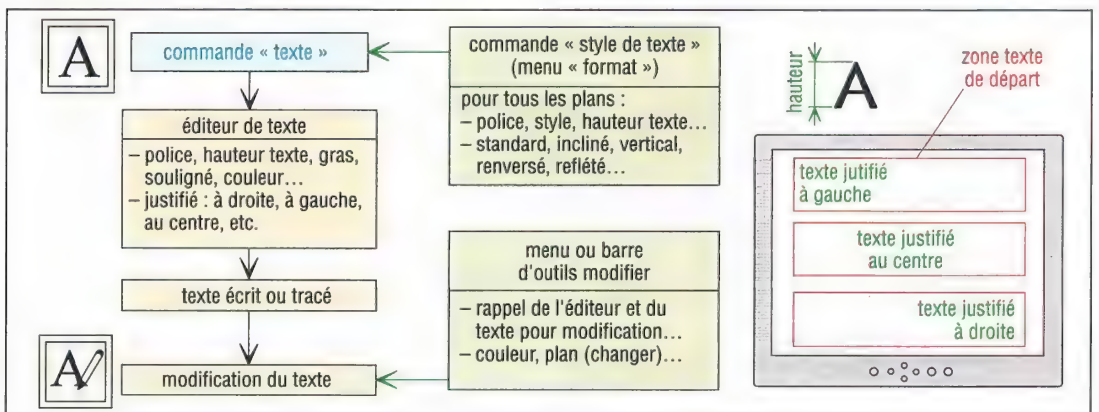 A
commande « texte »
éditeur de texte
– police, hauteur texte, gras,
souligné, couleur…
– justifié : à droite, à gauche,
au centre, etc.
texte écrit ou tracé
A
modification du texte
commande « style de texte »
(menu « format »)
pour tous les plans :
– police, style, hauteur texte…
– standard, incliné, vertical,
renversé, reflété…
menu ou barre
d'outils modifier
– rappel de l'éditeur et du
texte pour modification…
– couleur, plan (changer)…
hauteur
A
zone texte
de départ
texte jutifié
à gauche
texte justifié
au centre
texte justifié
à droite